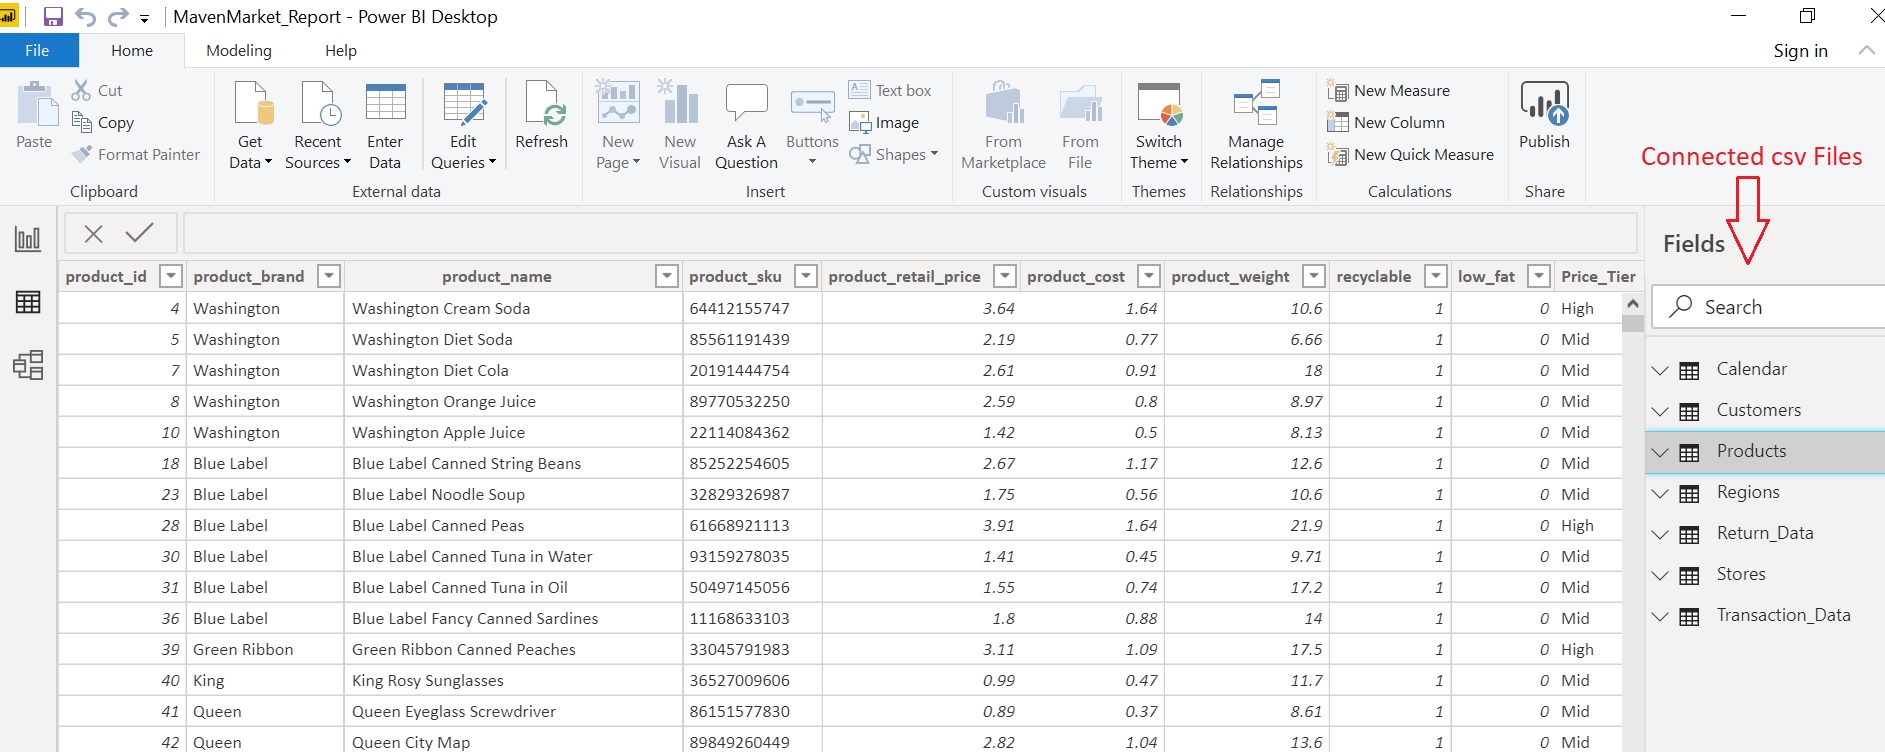 MavenMarket_Report - Power BI Desktop
File Home Modeling Help Sign in
Paste
Cut
Copy
Format Painter
Clipboard
Get Data
Recent Sources
Enter Data
Edit Queries
External data
Refresh
New Page
New Visual
Ask A Question
Buttons
Text box
Image
Shapes
Insert
From Marketplace
From File
Custom visuals
Switch Theme
Themes
Manage Relationships
Relationships
New Measure
New Column
New Quick Measure
Calculations
Publish
Share
Connected csv Files
product_id product_brand product_name product_sku product_retail_price product_cost product_weight recyclable low_fat Price_Tier
4 Washington Washington Cream Soda 64412155747 3.64 1.64 10.6 1 0 High
5 Washington Washington Diet Soda 85561191439 2.19 0.77 6.66 1 0 Mid
7 Washington Washington Diet Cola 20191444754 2.61 0.91 18 1 0 Mid
8 Washington Washington Orange Juice 89770532250 2.59 0.8 8.97 1 0 Mid
10 Washington Washington Apple Juice 22114084362 1.42 0.5 8.13 1 0 Mid
18 Blue Label Blue Label Canned String Beans 85252254605 2.67 1.17 12.6 1 0 Mid
23 Blue Label Blue Label Noodle Soup 32829326987 1.75 0.56 10.6 1 0 Mid
28 Blue Label Blue Label Canned Peas 61668921113 3.91 1.64 21.9 1 0 High
30 Blue Label Blue Label Canned Tuna in Water 93159278035 1.41 0.45 9.71 1 0 Mid
31 Blue Label Blue Label Canned Tuna in Oil 50497145056 1.55 0.74 17.2 1 0 Mid
36 Blue Label Blue Label Fancy Canned Sardines 11168633103 1.8 0.88 14 1 0 Mid
39 Green Ribbon Green Ribbon Canned Peaches 33045791983 3.11 1.09 17.5 1 0 High
40 King King Rosy Sunglasses 36527009606 0.99 0.47 11.7 1 0 Mid
41 Queen Queen Eyeglass Screwdriver 86151577830 0.89 0.37 8.61 1 0 Mid
42 Queen Queen City Map 89849260449 2.82 1.04 13.6 1 0 Mid
Fields
Search
Calendar
Customers
Products
Regions
Return_Data
Stores
Transaction_Data